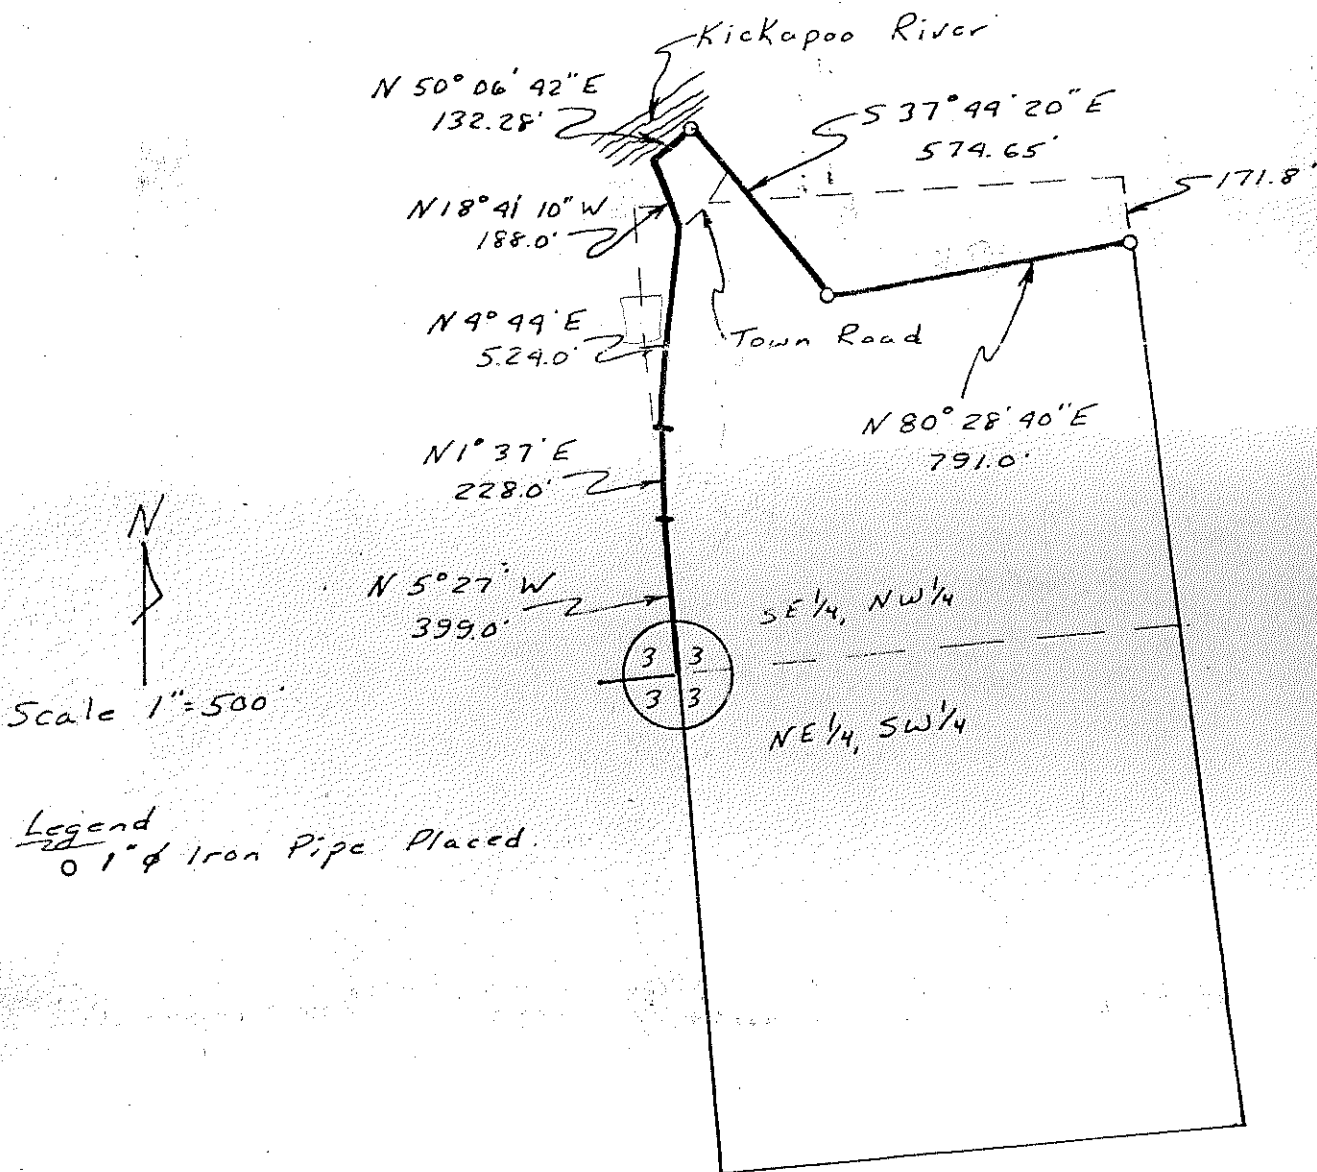 Kickapoo River
N 50° 06' 42" E
132.28'
S 37° 44' 20" E
574.65'
171.8'
N 18° 41' 10" W
188.0'
N 4° 44' E
524.0'
Town Road
N 80° 28' 40" E
791.0'
N 1° 37' E
228.0'
N
N 5° 27' W
399.0'
SE 1/4, NW 1/4
3 3
3 3
NE 1/4, SW 1/4
Scale 1" = 500'
Legend
o 1" ø Iron Pipe Placed.